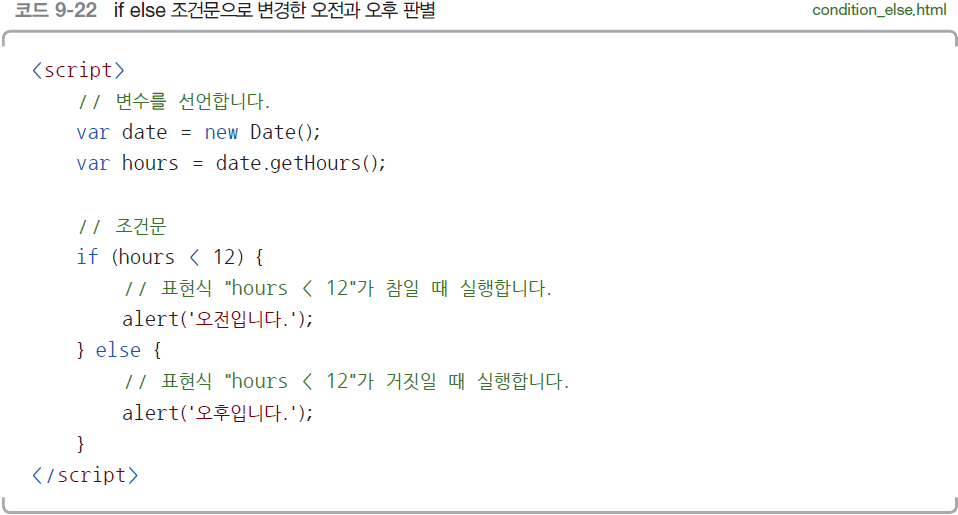 코드 9-22 if else 조건문으로 변경한 오전과 오후 판별 condition_else.html
<script>
// 변수를 선언합니다.
var date = new Date();
var hours = date.getHours();
// 조건문
if (hours < 12) {
// 표현식 "hours < 12"가 참일 때 실행합니다.
alert('오전입니다.');
} else {
// 표현식 "hours < 12"가 거짓일 때 실행합니다.
alert('오후입니다.');
}
</script>